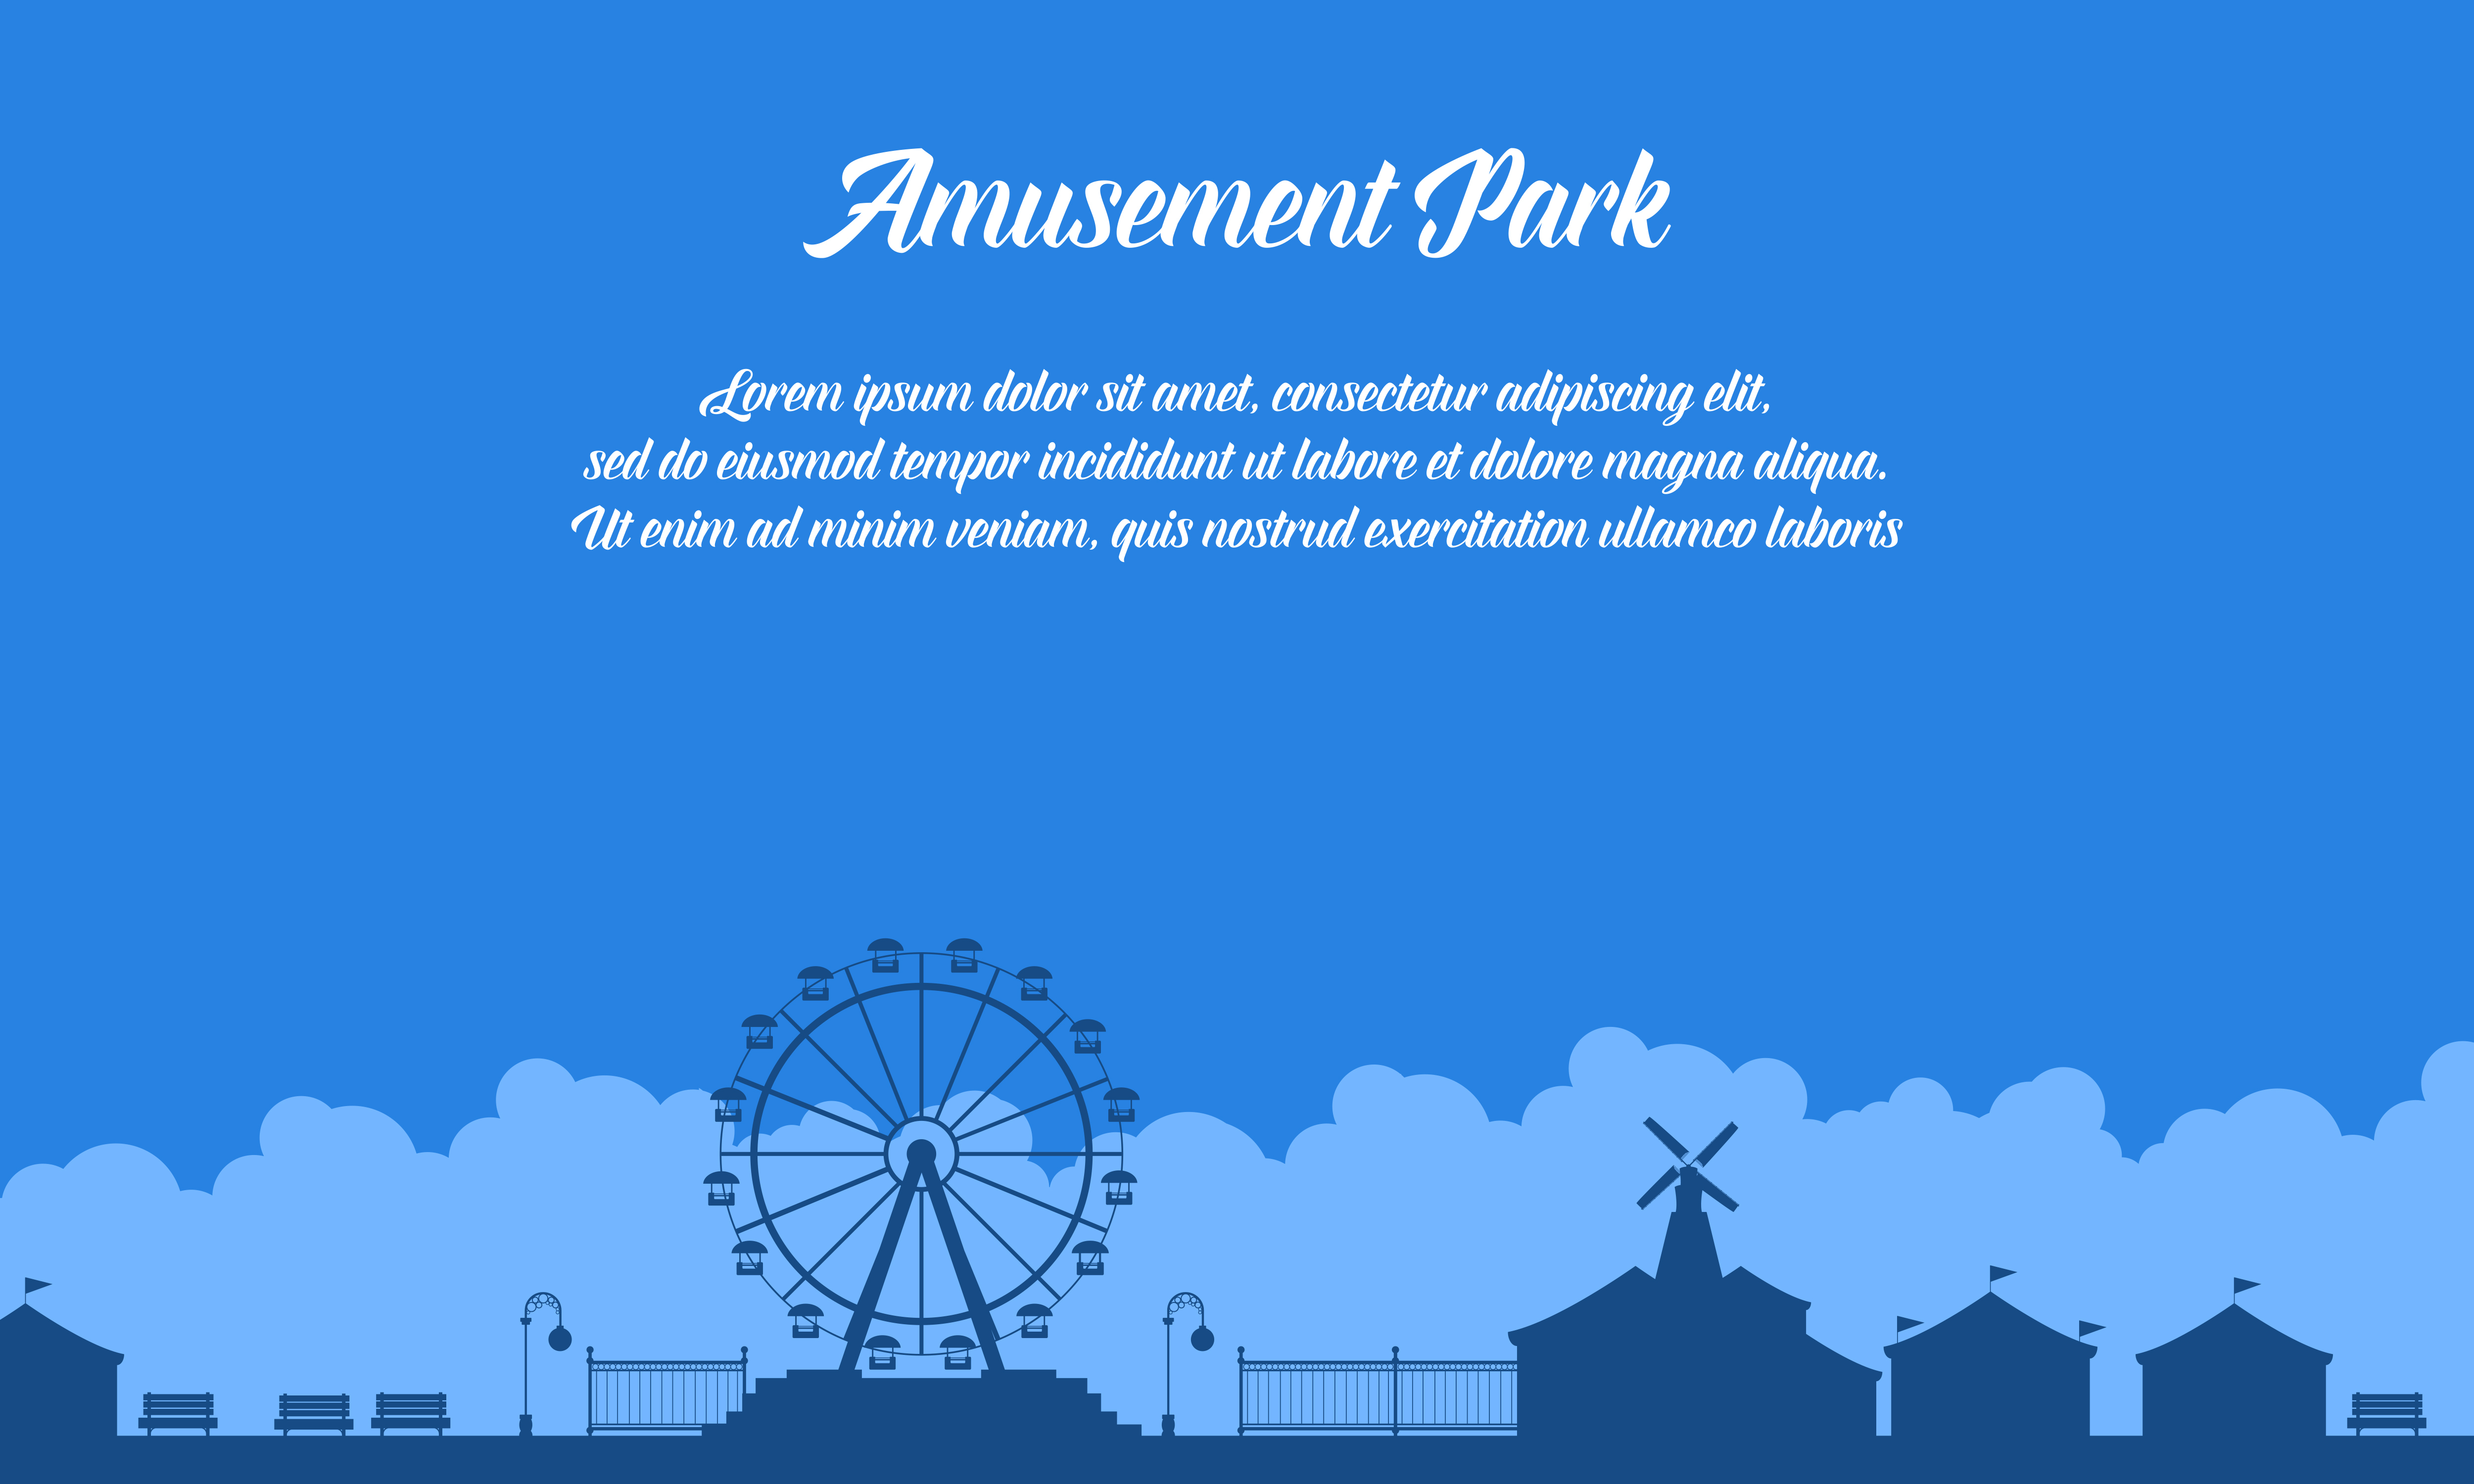 Amusement Park
Lorem ipsum dolor sit amet, consectetur adipiscing elit,
sed do eiusmod tempor incididunt ut labore et dolore magna aliqua.
Ut enim ad minim veniam, quis nostrud exercitation ullamco laboris